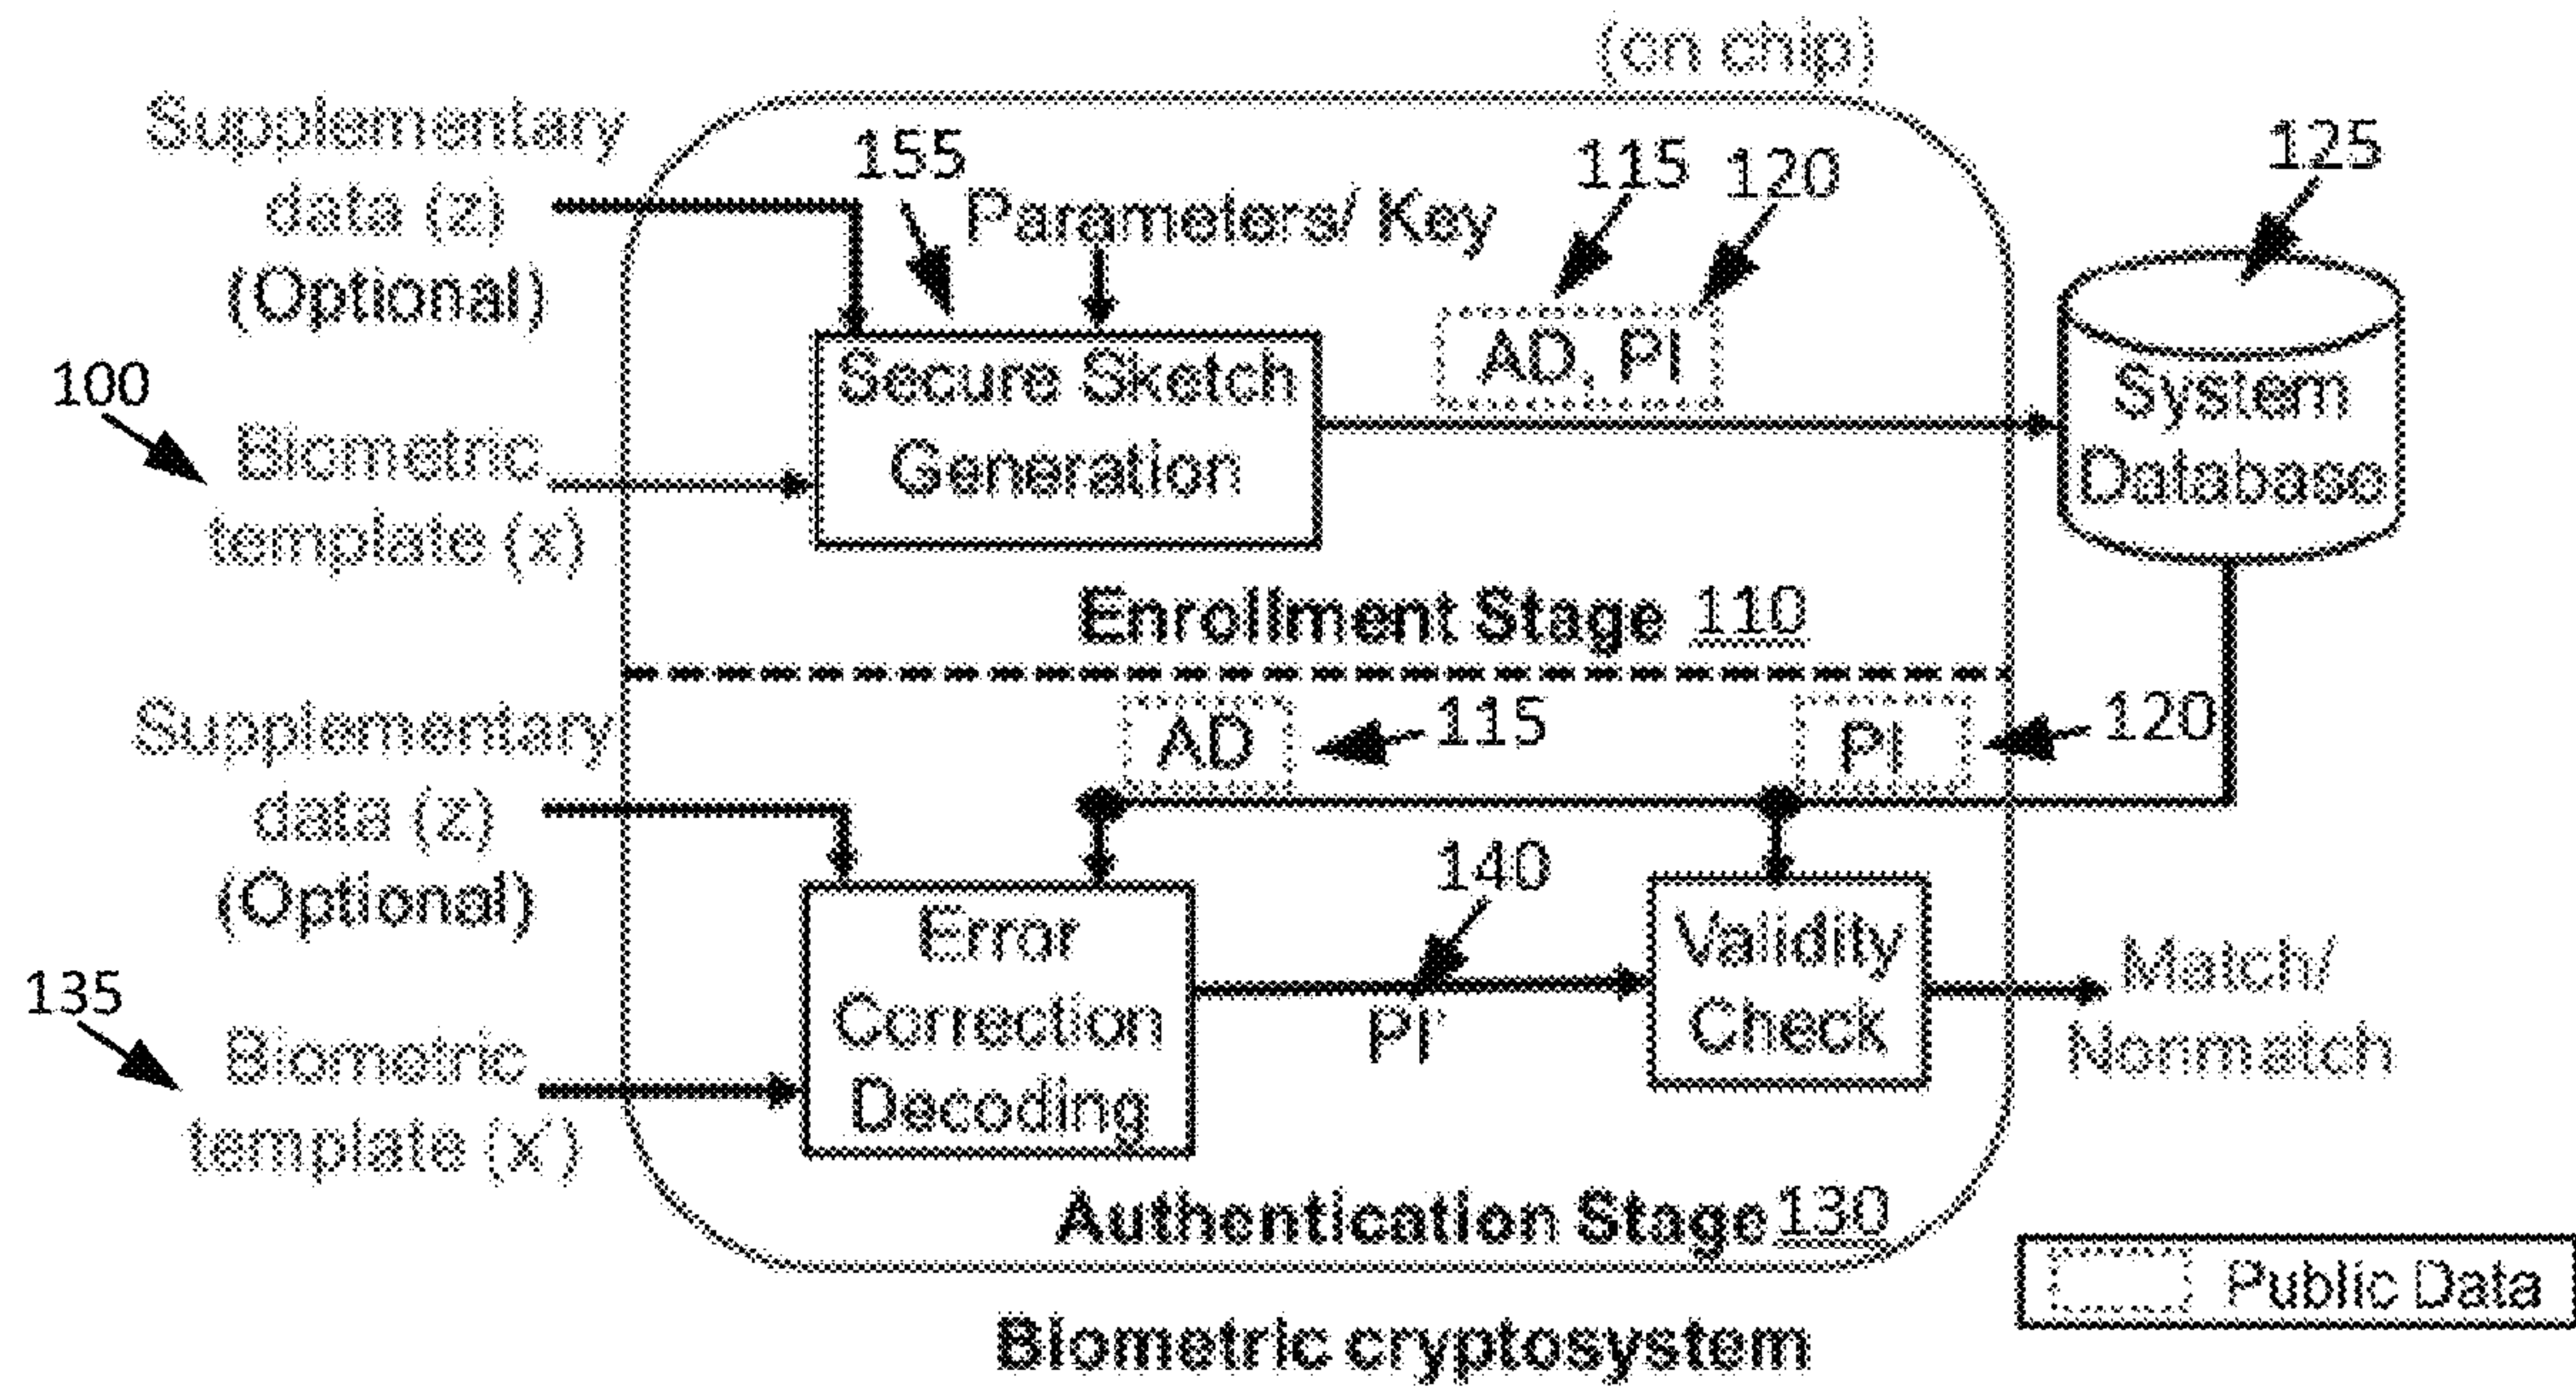 (on chip)
Supplementary
data (z)
(Optional)
155
Parameters/ Key
115
120
125
100
Biometric
template (x)
Secure Sketch
Generation
AD, PI
System
Database
Enrollment Stage 110
Supplementary
data (z)
(Optional)
AD
115
PI
120
135
Biometric
template (x')
Error
Correction
Decoding
140
PI'
Validity
Check
Match/
Nonmatch
Authentication Stage 130
Public Data
Biometric cryptosystem